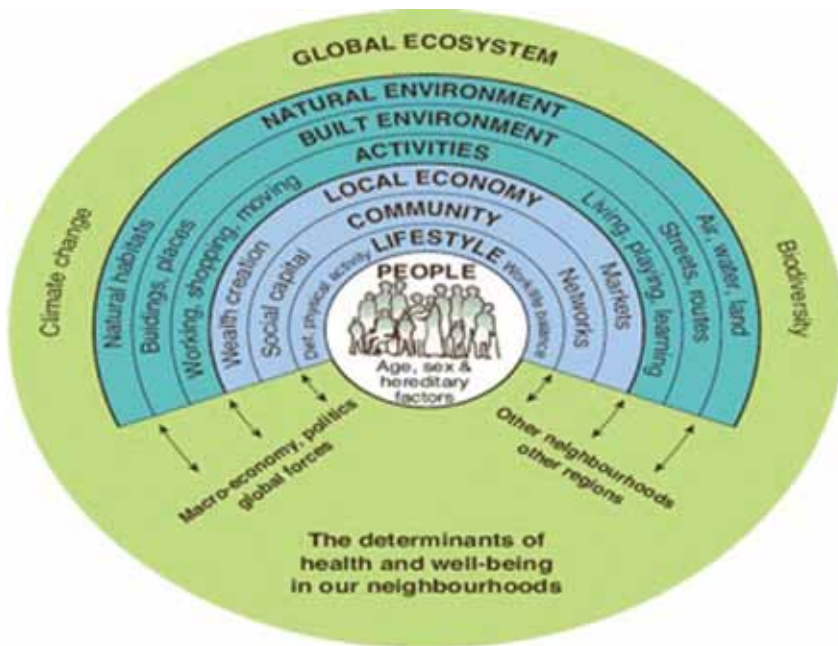 GLOBAL ECOSYSTEM
NATURAL ENVIRONMENT
BUILT ENVIRONMENT
ACTIVITIES
LOCAL ECONOMY
COMMUNITY
LIFESTYLE
PEOPLE
Age, sex &
hereditary
factors
Climate change
Natural habitats
Buldings, places
Working, shopping, moving
Wealth creation
Social capital
Diet, physical, activity
Work/life balance
Networks
Markets
Living, playing, learning
Streets, routes
Air, water, land
Biodiversity
Macro-economy, politics
global forces
Other neighbourhoods
other regions
The determinants of
health and well-being
in our neighbourhoods